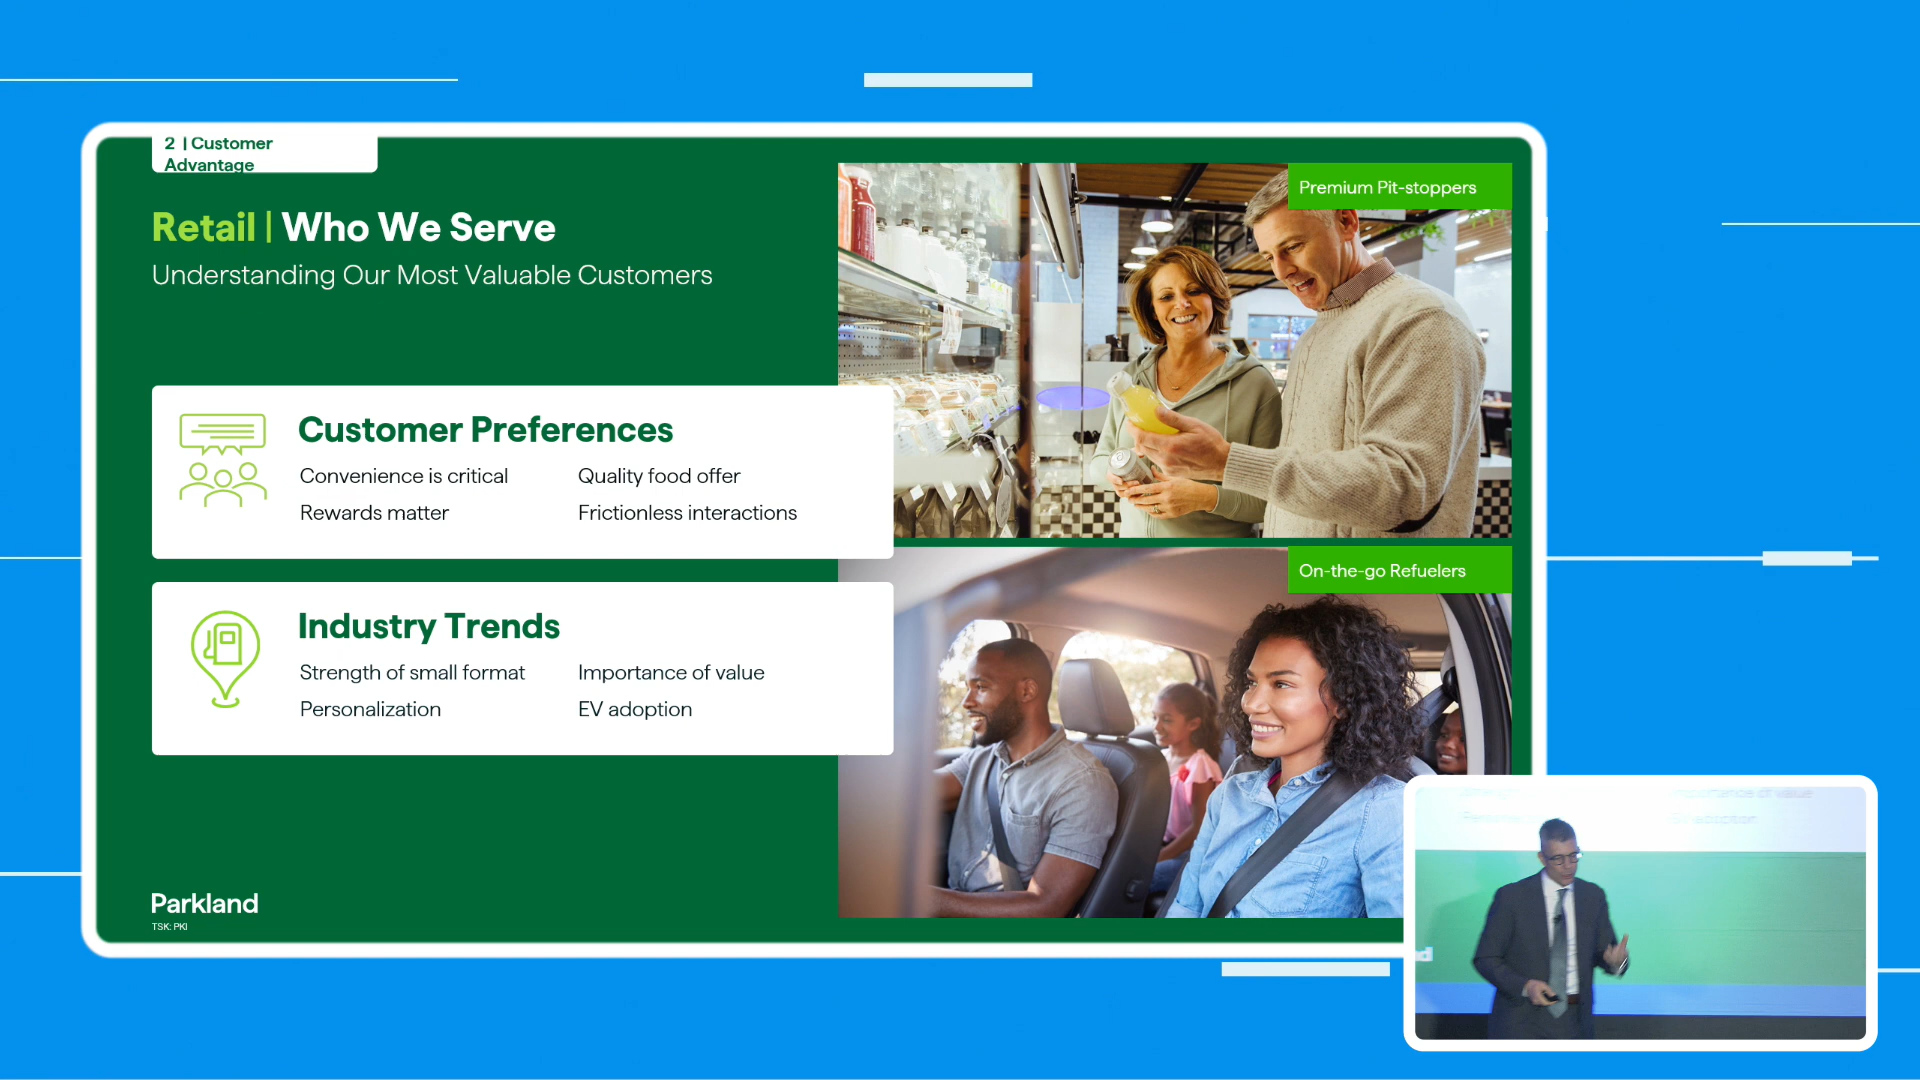 2 | Customer
Advantage
Retail | Who We Serve
Understanding Our Most Valuable Customers
Premium Pit-stoppers
Customer Preferences
Convenience is critical
Quality food offer
Rewards matter
Frictionless interactions
On-the-go Refuelers
Industry Trends
Strength of small format
Importance of value
Personalization
EV adoption
Parkland
TSX: PKI